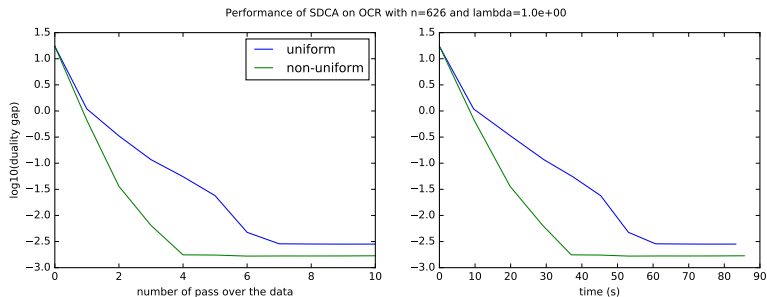 Performance of SDCA on OCR with n=626 and lambda=1.0e+00
log10(duality gap)
1.5
1.0
0.5
0.0
−0.5
−1.0
−1.5
−2.0
−2.5
−3.0
uniform
non-uniform
0 2 4 6 8 10
number of pass over the data
1.5
1.0
0.5
0.0
−0.5
−1.0
−1.5
−2.0
−2.5
−3.0
0 10 20 30 40 50 60 70 80 90
time (s)